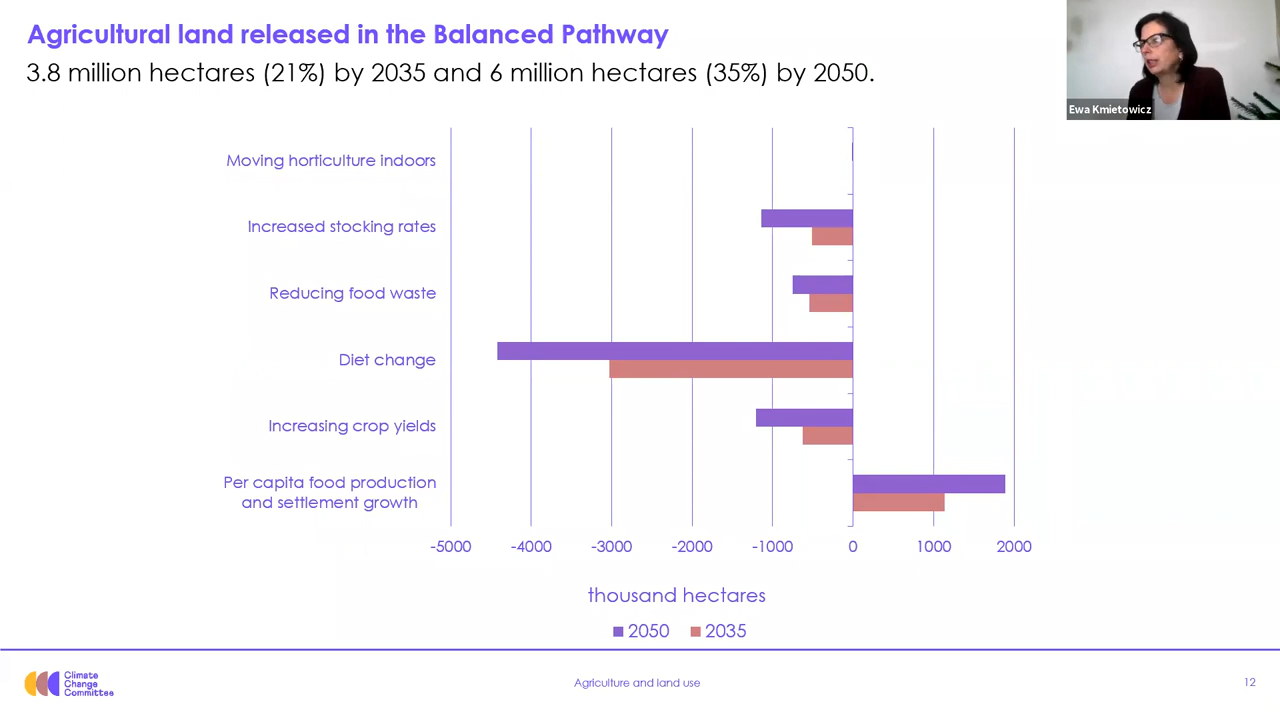 Agricultural land released in the Balanced Pathway
3.8 million hectares (21%) by 2035 and 6 million hectares (35%) by 2050.
Ewa Kmietowicz
Moving horticulture indoors
Increased stocking rates
Reducing food waste
Diet change
Increasing crop yields
Per capita food production
and settlement growth
-5000 -4000 -3000 -2000 -1000 0 1000 2000
thousand hectares
2050 2035
Climate
Change
Committee
Agriculture and land use
12